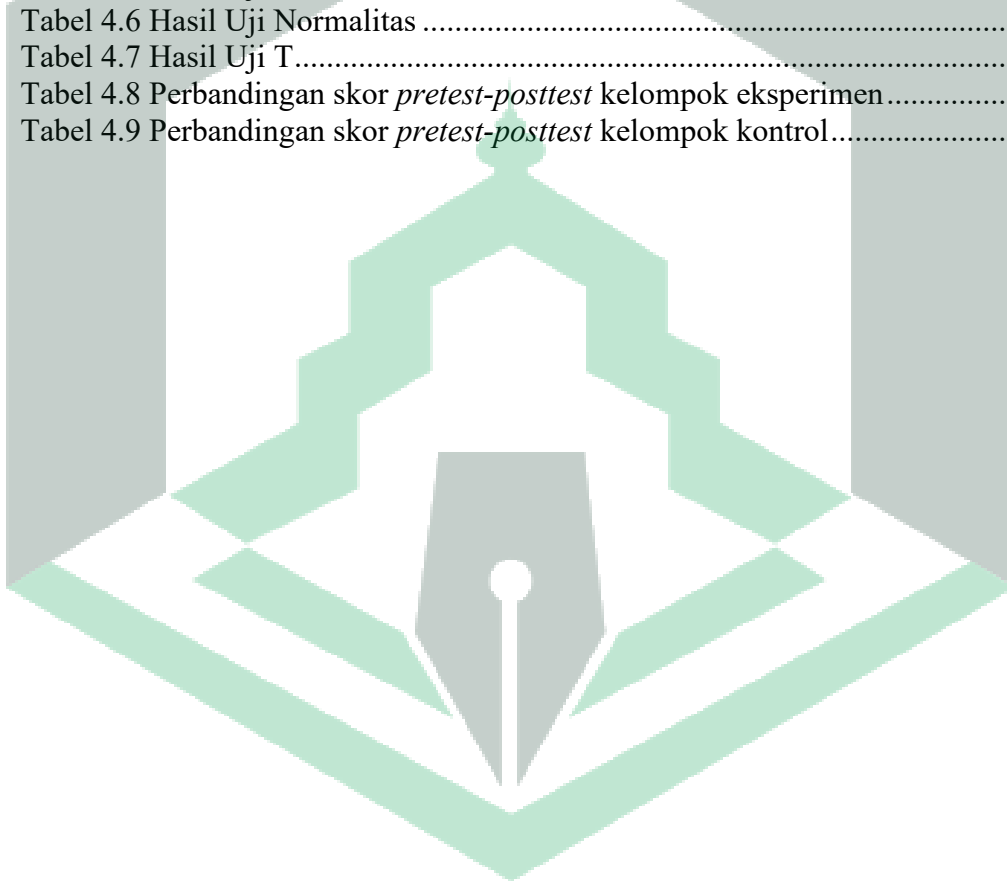 Tabel 4.6 Hasil Uji Normalitas ..........................................................................
Tabel 4.7 Hasil Uji T..........................................................................................
Tabel 4.8 Perbandingan skor pretest-posttest kelompok eksperimen...............
Tabel 4.9 Perbandingan skor pretest-posttest kelompok kontrol......................